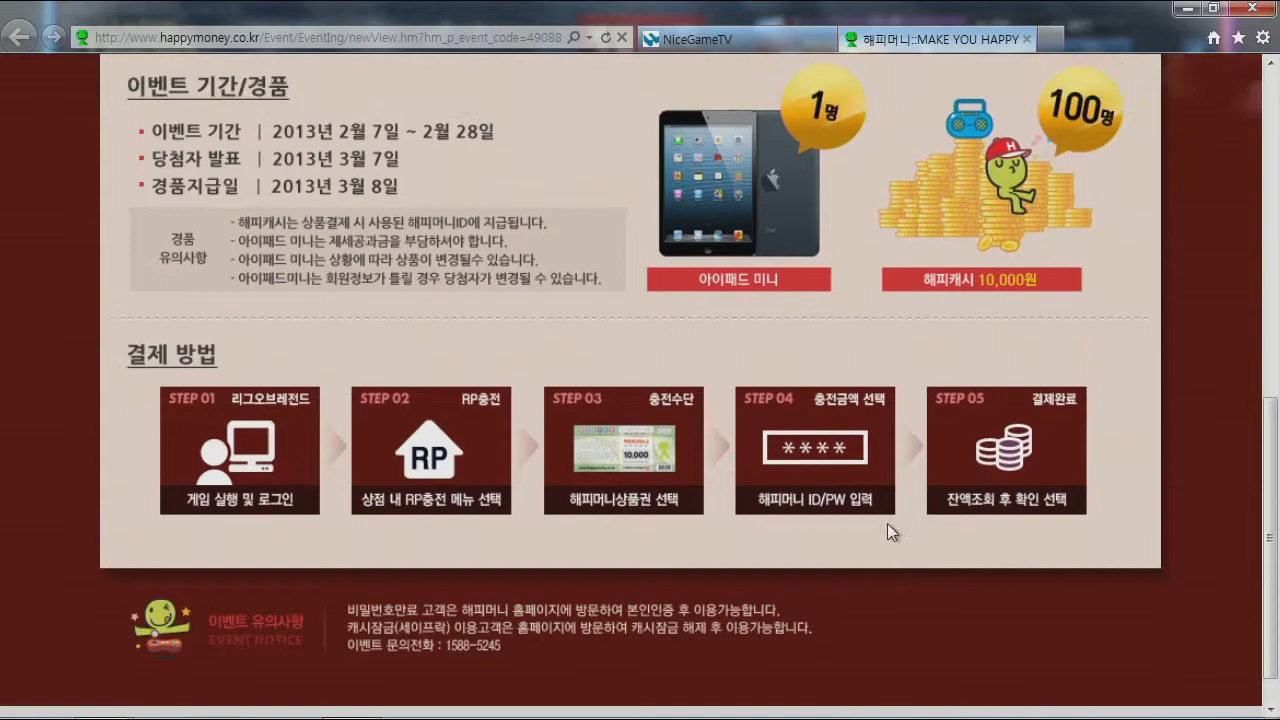 http://www.happymoney.co.kr/Event/EventIng/newView.hm?hm_p_event_code=49088
NiceGameTV
해피머니::MAKE YOU HAPPY
이벤트 기간/경품
이벤트 기간 | 2013년 2월 7일 ~ 2월 28일
당첨자 발표 | 2013년 3월 7일
경품지급일 | 2013년 3월 8일
경품
유의사항
- 해피캐시는 상품결제 시 사용된 해피머니ID에 지급됩니다.
- 아이패드 미니는 제세공과금을 부담하셔야 합니다.
- 아이패드 미니는 상황에 따라 상품이 변경될수 있습니다.
- 아이패드미니는 회원정보가 틀릴 경우 당첨자가 변경될 수 있습니다.
1명
아이패드 미니
100명
H
해피캐시 10,000원
결제 방법
STEP 01 리그오브레전드
게임 실행 및 로그인
STEP 02 RP충전
RP
상점 내 RP충전 메뉴 선택
STEP 03 충전수단
10,000
해피머니상품권 선택
STEP 04 충전금액 선택
****
해피머니 ID/PW 입력
STEP 05 결제완료
잔액조회 후 확인 선택
이벤트 유의사항
EVENT NOTICE
비밀번호만료 고객은 해피머니 홈페이지에 방문하여 본인인증 후 이용가능합니다.
캐시잠금(세이프락) 이용고객은 홈페이지에 방문하여 캐시잠금 해제 후 이용가능합니다.
이벤트 문의전화 : 1588-5245